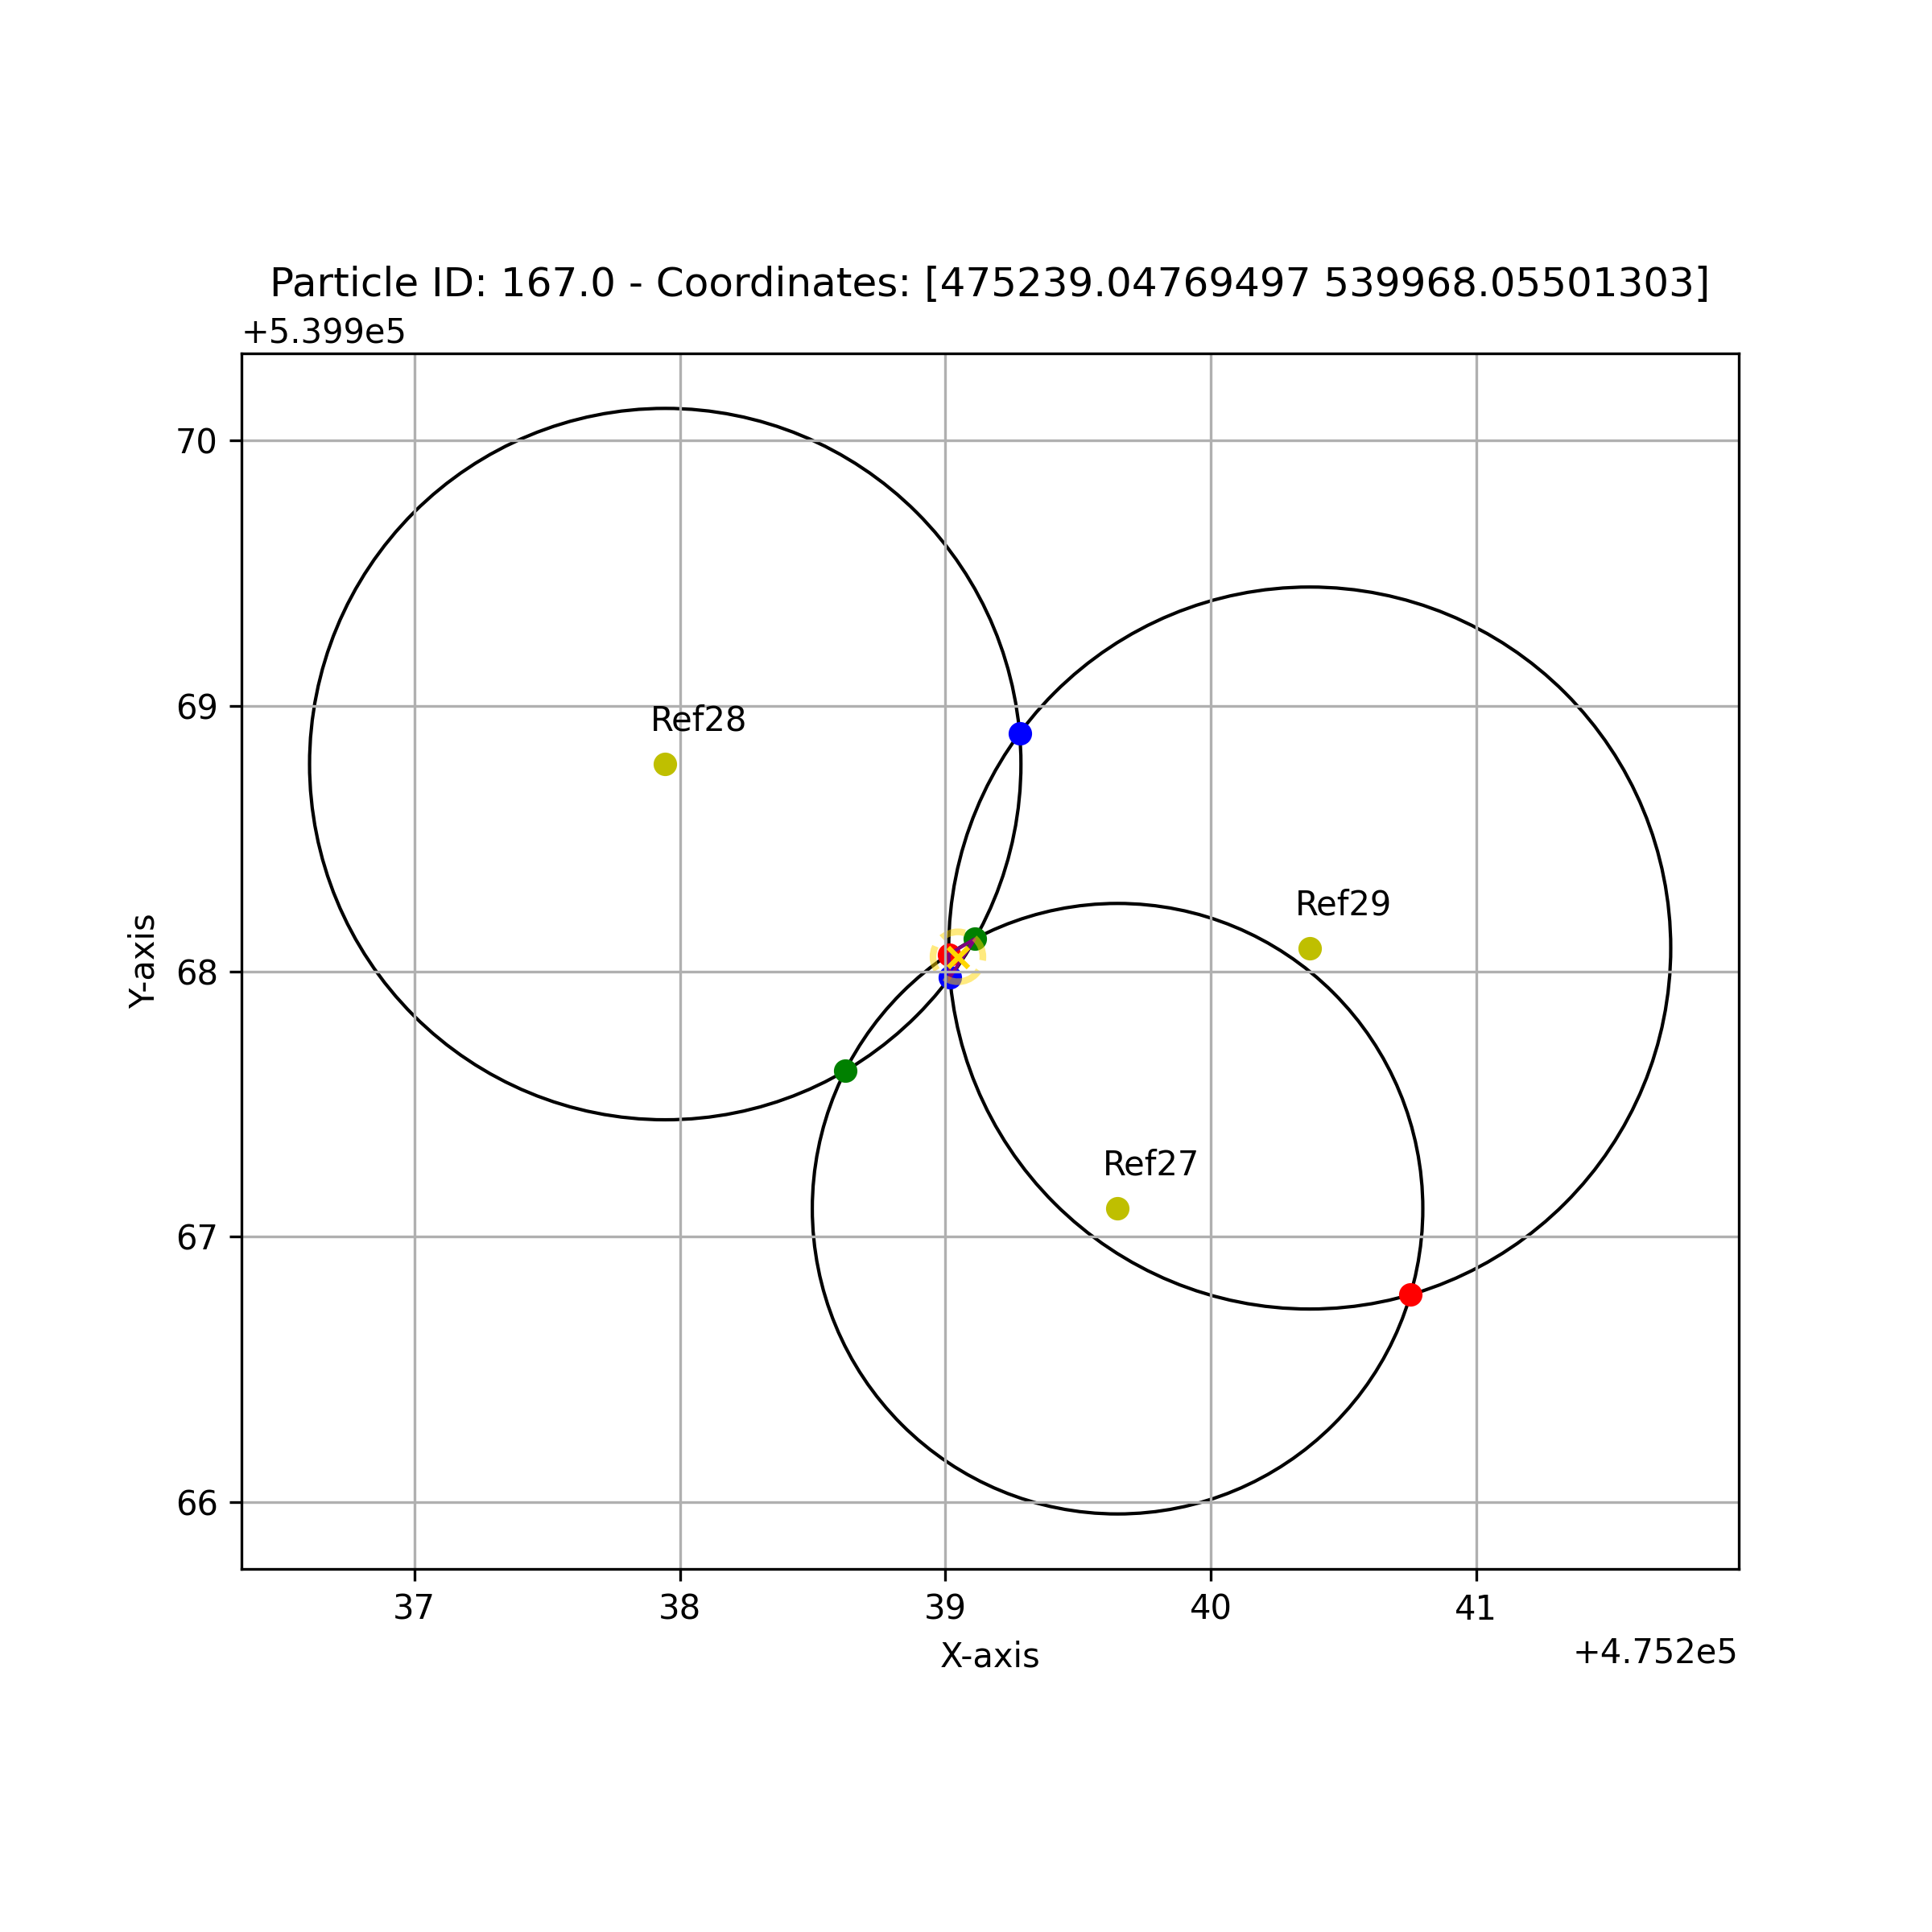 Particle ID: 167.0 - Coordinates: [475239.04769497 539968.05501303]
+5.399e5
70
69
68
67
66
Y-axis
Ref28
Ref29
Ref27
37 38 39 40 41
X-axis
+4.752e5